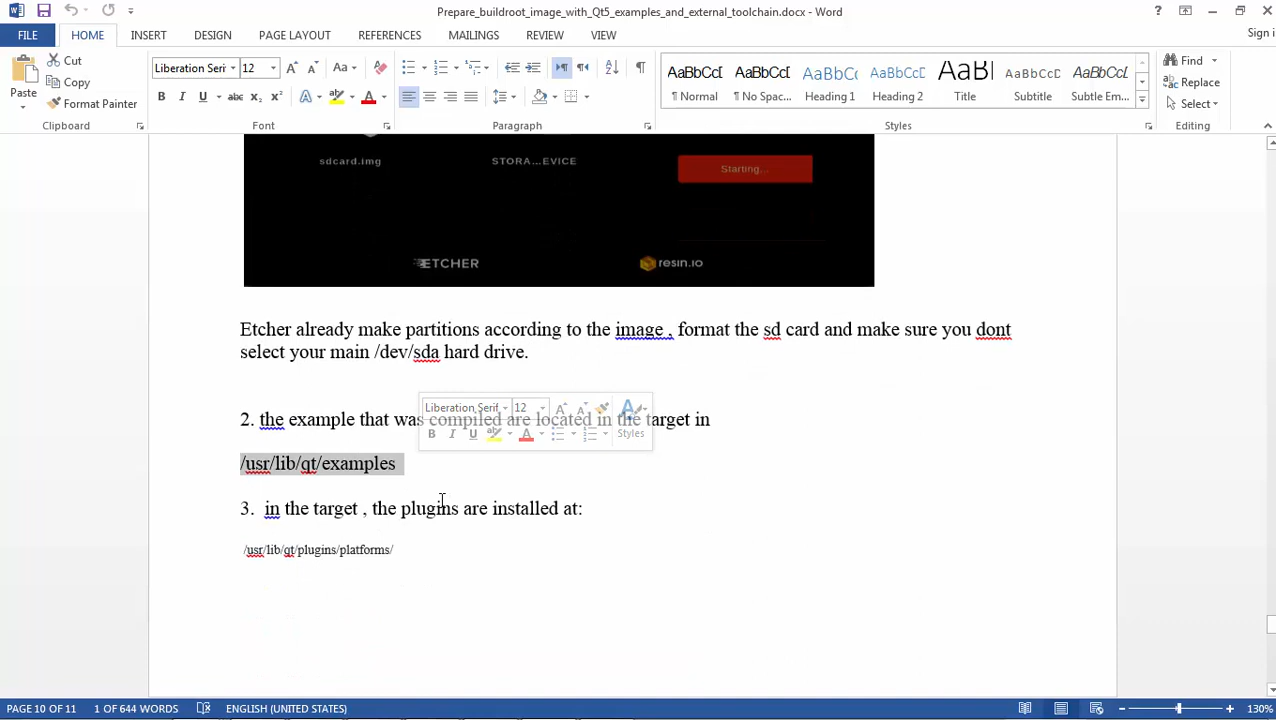 Prepare_buildroot_image_with_Qt5_examples_and_external_toolchain.docx - Word
?
FILE HOME INSERT DESIGN PAGE LAYOUT REFERENCES MAILINGS REVIEW VIEW Sign i
Paste
Cut
Copy
Format Painter
Clipboard
Liberation Seri 12
Font
Paragraph
AaBbCcI AaBbCcI AaBbCc AaBbCcE AaBl AaBbCcD AaBbCcI
¶ Normal ¶ No Spac... Heading 1 Heading 2 Title Subtitle Subtle Em...
Styles
Find
Replace
Select
Editing
sdcard.img STORA...EVICE Starting...
ETCHER resin.io
Etcher already make partitions according to the image , format the sd card and make sure you dont
select your main /dev/sda hard drive.
Liberation Serif 12
Styles
2. the example that was compiled are located in the target in
/usr/lib/qt/examples
3. in the target , the plugins are installed at:
/usr/lib/qt/plugins/platforms/
PAGE 10 OF 11 1 OF 644 WORDS ENGLISH (UNITED STATES) 130%